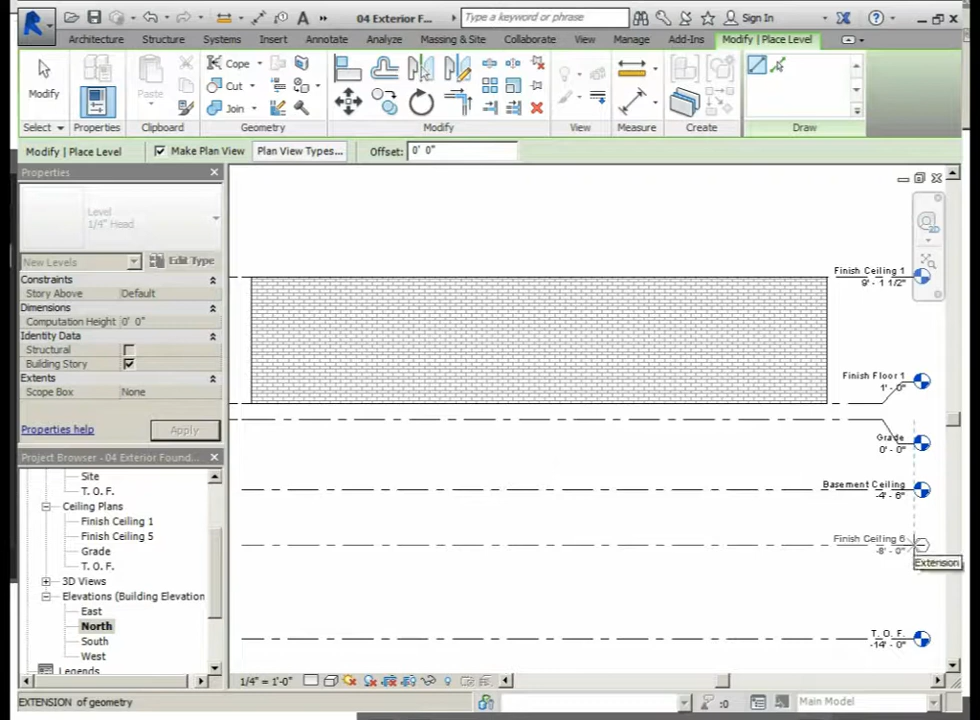 04 Exterior F...
Type a keyword or phrase
Sign In
Architecture
Structure
Systems
Insert
Annotate
Analyze
Massing & Site
Collaborate
View
Manage
Add-Ins
Modify | Place Level
Modify
Paste
Cope
Cut
Join
Select
Properties
Clipboard
Geometry
Modify
View
Measure
Create
Draw
Modify | Place Level
Make Plan View
Plan View Types...
Offset:
0' 0"
Properties
Level
1/4" Head
New Levels
Edit Type
Constraints
Story Above
Default
Dimensions
Computation Height
0' 0"
Identity Data
Structural
Building Story
Extents
Scope Box
None
Properties help
Apply
Project Browser - 04 Exterior Found...
Site
T. O. F.
Ceiling Plans
Finish Ceiling 1
Finish Ceiling 5
Grade
T. O. F.
3D Views
Elevations (Building Elevation
East
North
South
West
Legends
Finish Ceiling 1
9' - 1 1/2"
Finish Floor 1
1' - 0"
Grade
0' - 0"
Basement Ceiling
-4' - 6"
Finish Ceiling 6
-8' - 0"
Extension
T. O. F.
-14' - 0"
2D
1/4" = 1'-0"
EXTENSION of geometry
:0
Main Model